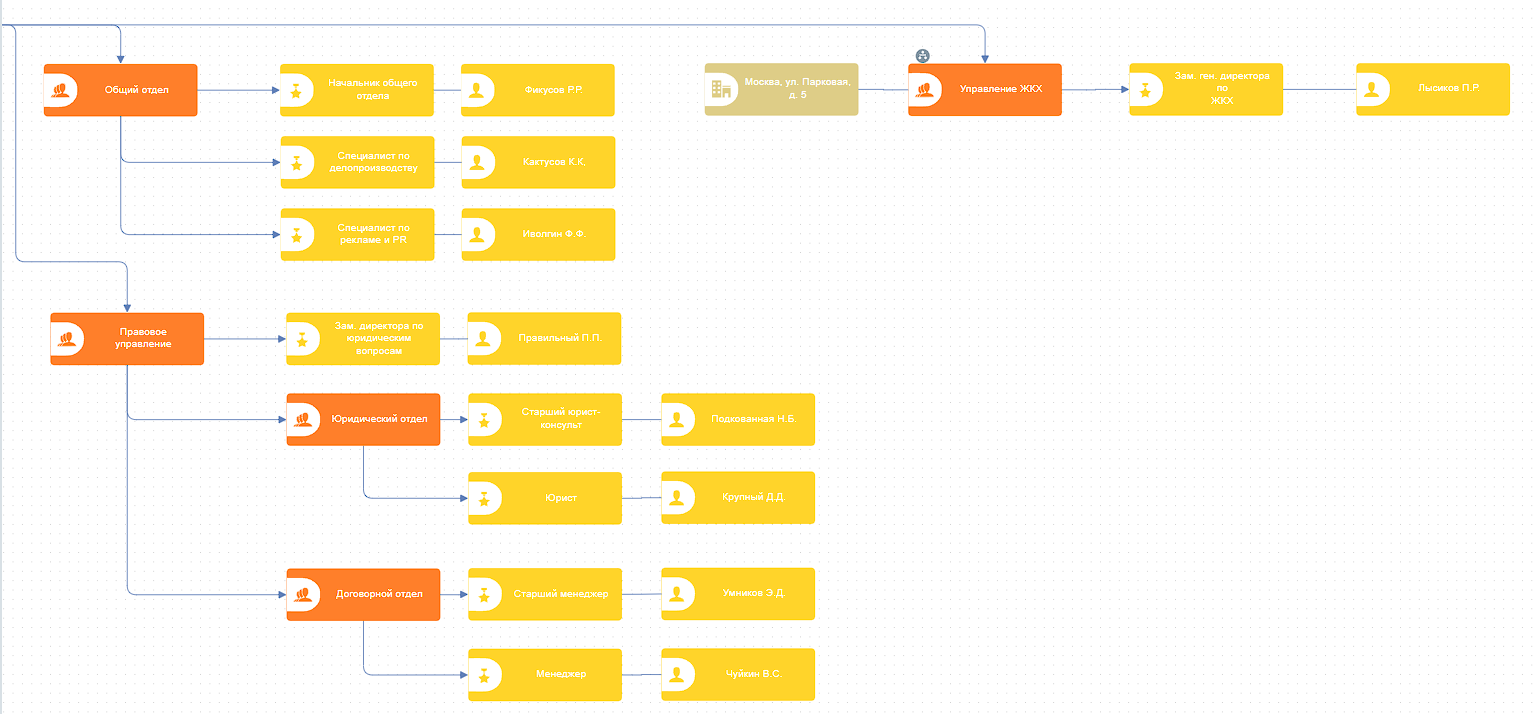 Общий отдел
Начальник общего
отдела
Фикусов Р.Р.
Москва, ул. Парковая,
д. 5
Управление ЖКХ
Зам. ген. директора
по
ЖКХ
Лысиков П.Р.
Специалист по
делопроизводству
Кактусов К.К.
Специалист по
рекламе и PR
Иволгин Ф.Ф.
Правовое
управление
Зам. директора по
юридическим
вопросам
Правильный П.П.
Юридический отдел
Старший юрист-
консульт
Подкованная Н.Б.
Юрист
Крупный Д.Д.
Договорной отдел
Старший менеджер
Умников Э.Д.
Менеджер
Чуйкин В.С.